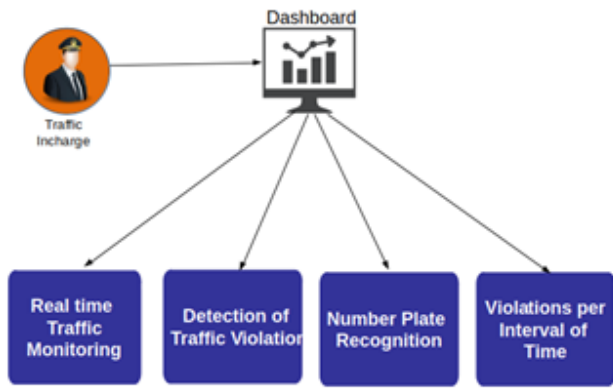 Dashboard
Traffic
Incharge
Real time
Traffic
Monitoring
Detection of
Traffic Violation
Number Plate
Recognition
Violations per
Interval of
Time